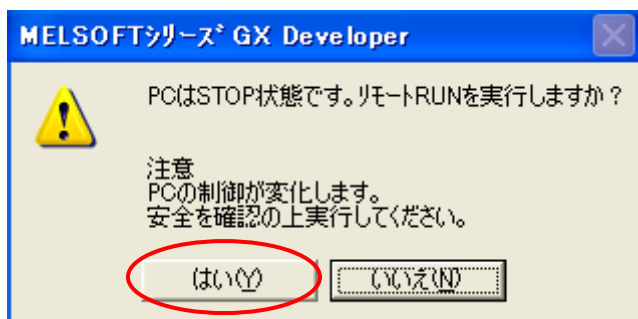 MELSOFTシリーズ GX Developer
PCはSTOP状態です。リモートRUNを実行しますか？
注意
PCの制御が変化します。
安全を確認の上実行してください。
はい(Y)
いいえ(N)